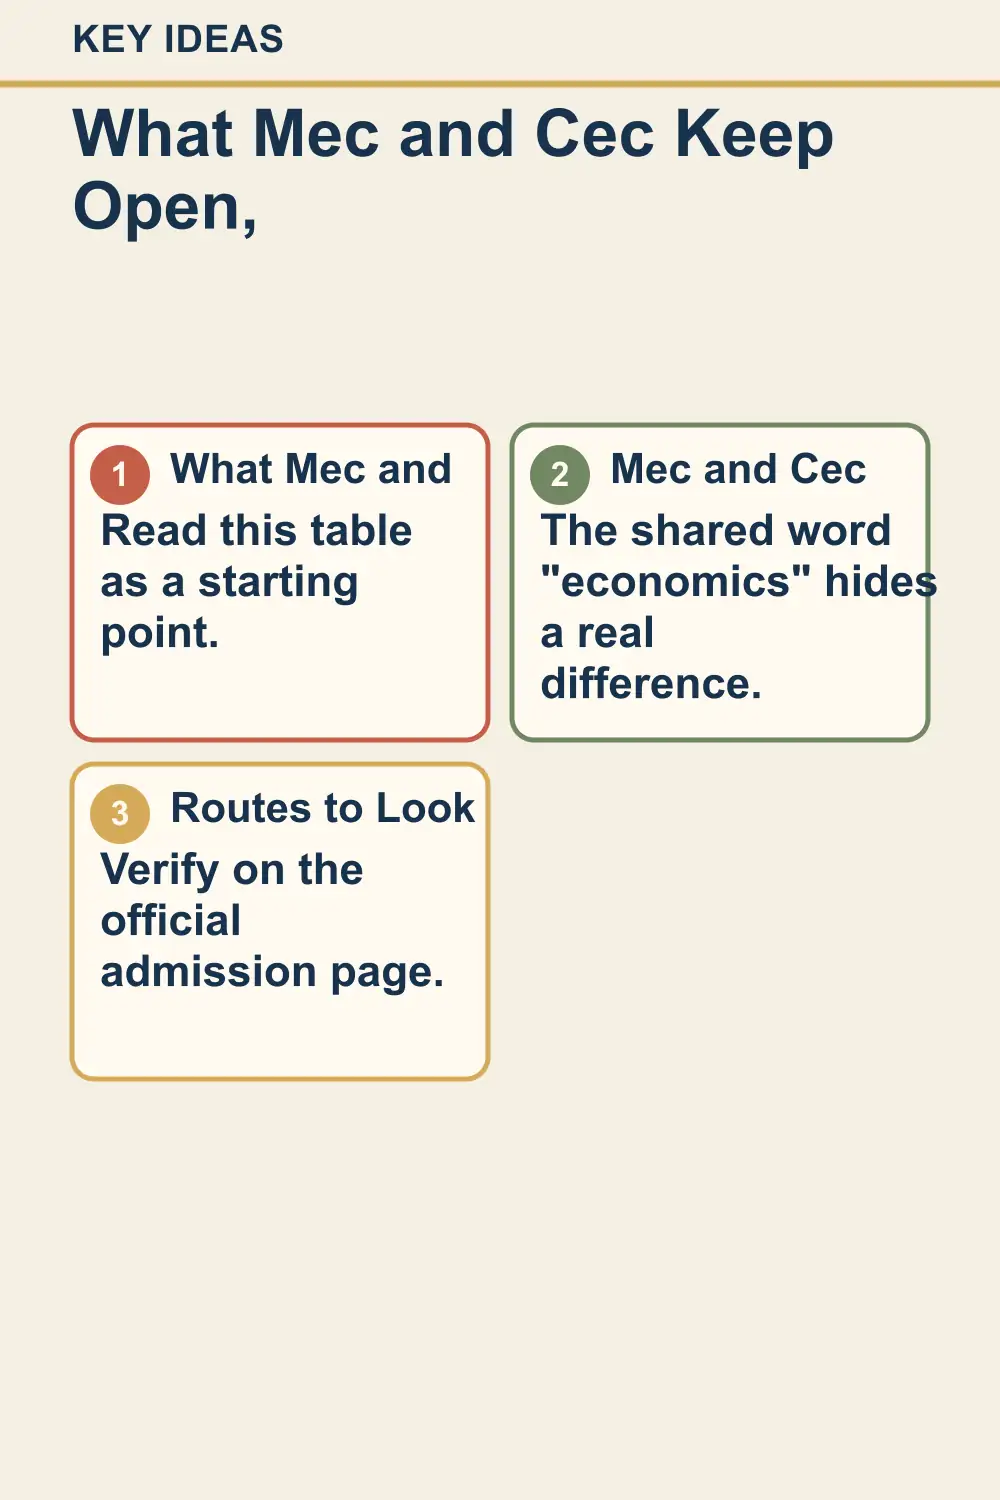 KEY IDEAS
What Mec and Cec Keep
Open,
1 What Mec and
Read this table
as a starting
point.
2 Mec and Cec
The shared word
"economics" hides
a real
difference.
3 Routes to Look
Verify on the
official
admission page.